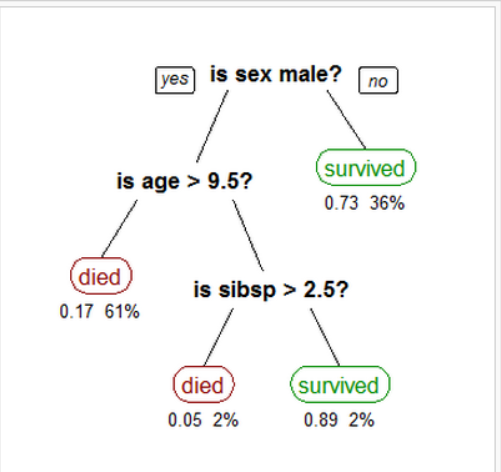 yes is sex male? no
survived
0.73 36%
is age > 9.5?
died
0.17 61%
is sibsp > 2.5?
died survived
0.05 2% 0.89 2%